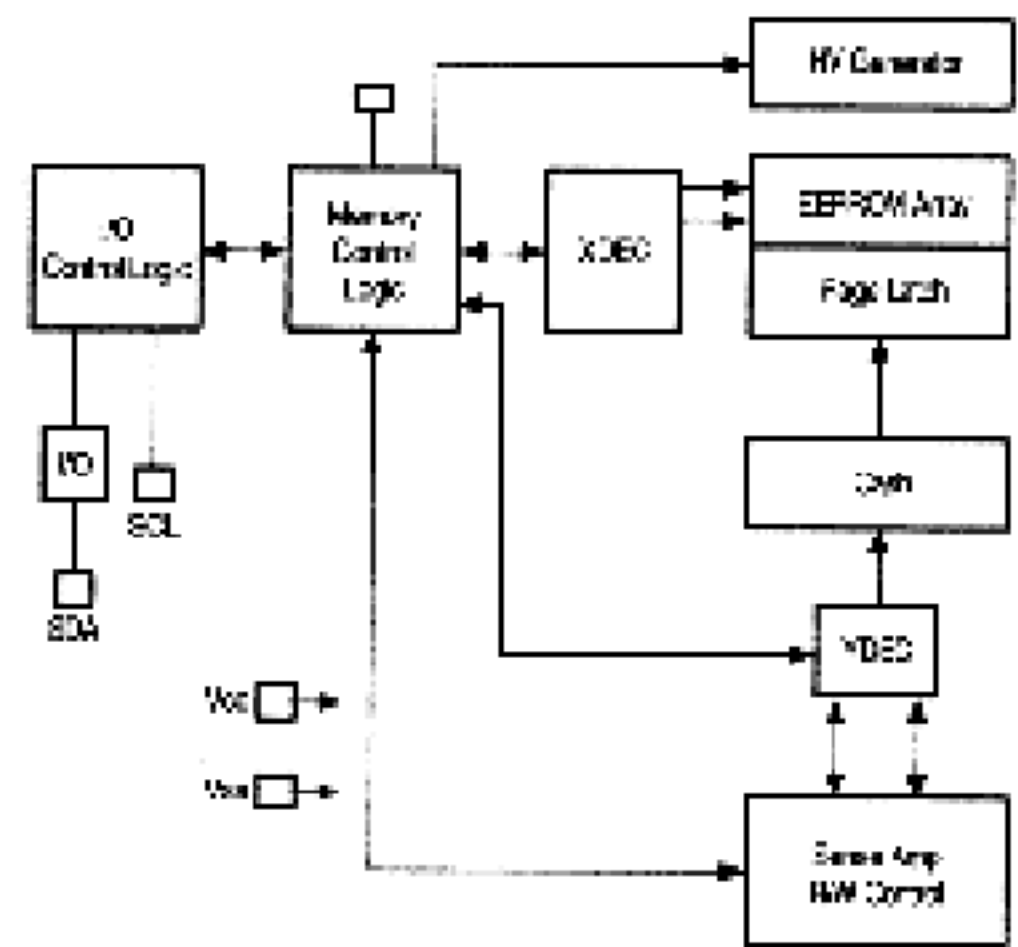 HV Generator
I/O
Control Logic
Memory
Control
Logic
XDEC
EEPROM Array
Page Latch
I/O
SCL
SDA
YDEC
Vcc
Vss
Sense Amp
R/W Control